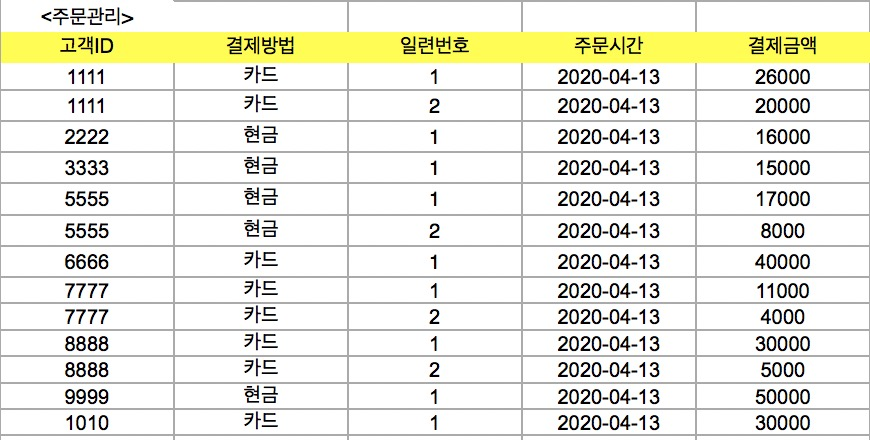 <주문관리>
고객ID 결제방법 일련번호 주문시간 결제금액
1111 카드 1 2020-04-13 26000
1111 카드 2 2020-04-13 20000
2222 현금 1 2020-04-13 16000
3333 현금 1 2020-04-13 15000
5555 현금 1 2020-04-13 17000
5555 현금 2 2020-04-13 8000
6666 카드 1 2020-04-13 40000
7777 카드 1 2020-04-13 11000
7777 카드 2 2020-04-13 4000
8888 카드 1 2020-04-13 30000
8888 카드 2 2020-04-13 5000
9999 현금 1 2020-04-13 50000
1010 카드 1 2020-04-13 30000